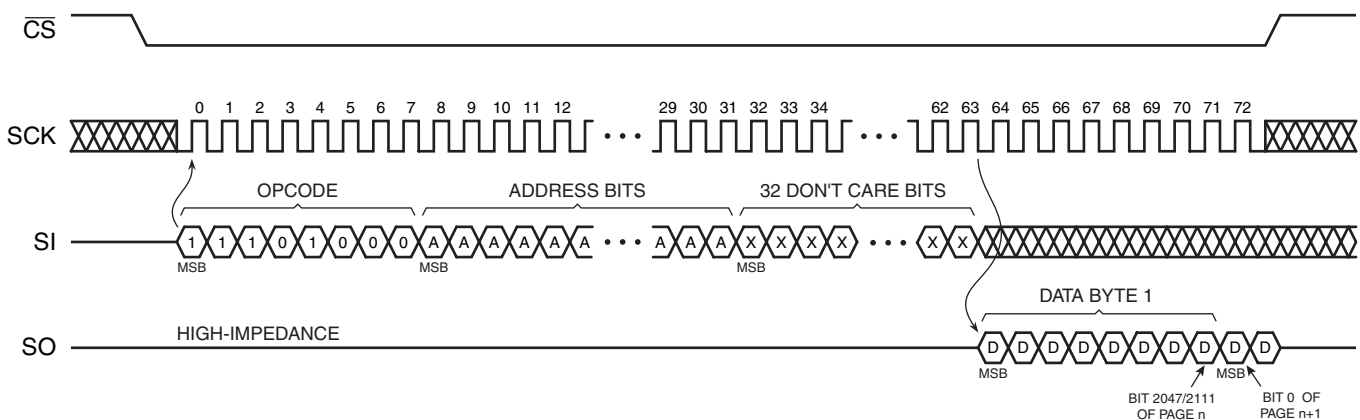 CS
0 1 2 3 4 5 6 7 8 9 10 11 12 29 30 31 32 33 34 62 63 64 65 66 67 68 69 70 71 72
SCK
OPCODE ADDRESS BITS 32 DON'T CARE BITS
SI 1 1 1 0 1 0 0 0 A A A A A A A A A X X X X X X
MSB MSB MSB
DATA BYTE 1
HIGH-IMPEDANCE
SO D D D D D D D D D D
MSB MSB
BIT 2047/2111
OF PAGE n
BIT 0 OF
PAGE n+1